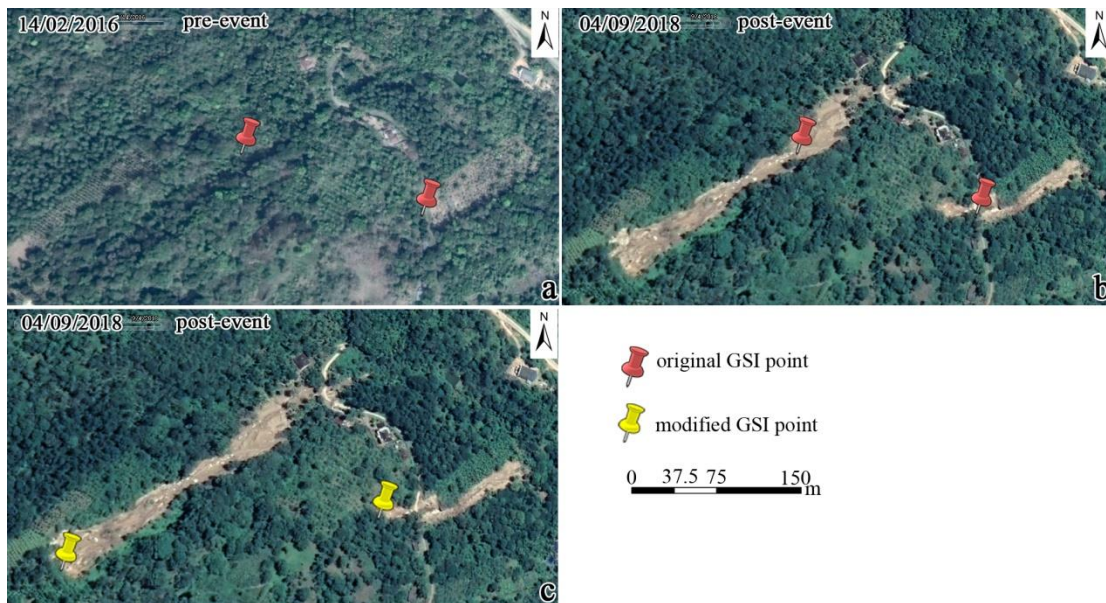 14/02/2016 pre-event N
a
04/09/2018 post-event N
b
04/09/2018 post-event N
c
original GSI point
modified GSI point
0 37.5 75 150
m